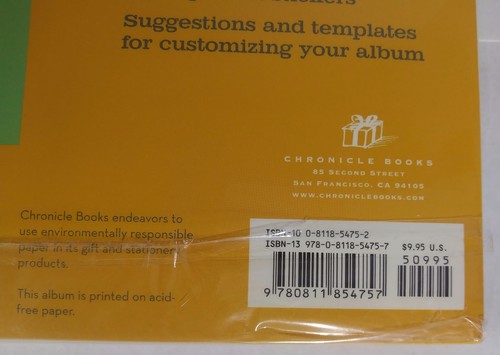 Suggestions and templates
for customizing your album
CHRONICLE BOOKS
85 SECOND STREET
SAN FRANCISCO, CA 94105
WWW.CHRONICLEBOOKS.COM
Chronicle Books endeavors to
use environmentally responsible
paper in its gift and stationery
products.
This album is printed on acid-
free paper.
ISBN-10 0-8118-5475-2
ISBN-13 978-0-8118-5475-7
$9.95 U.S.
50995
9 780811 854757